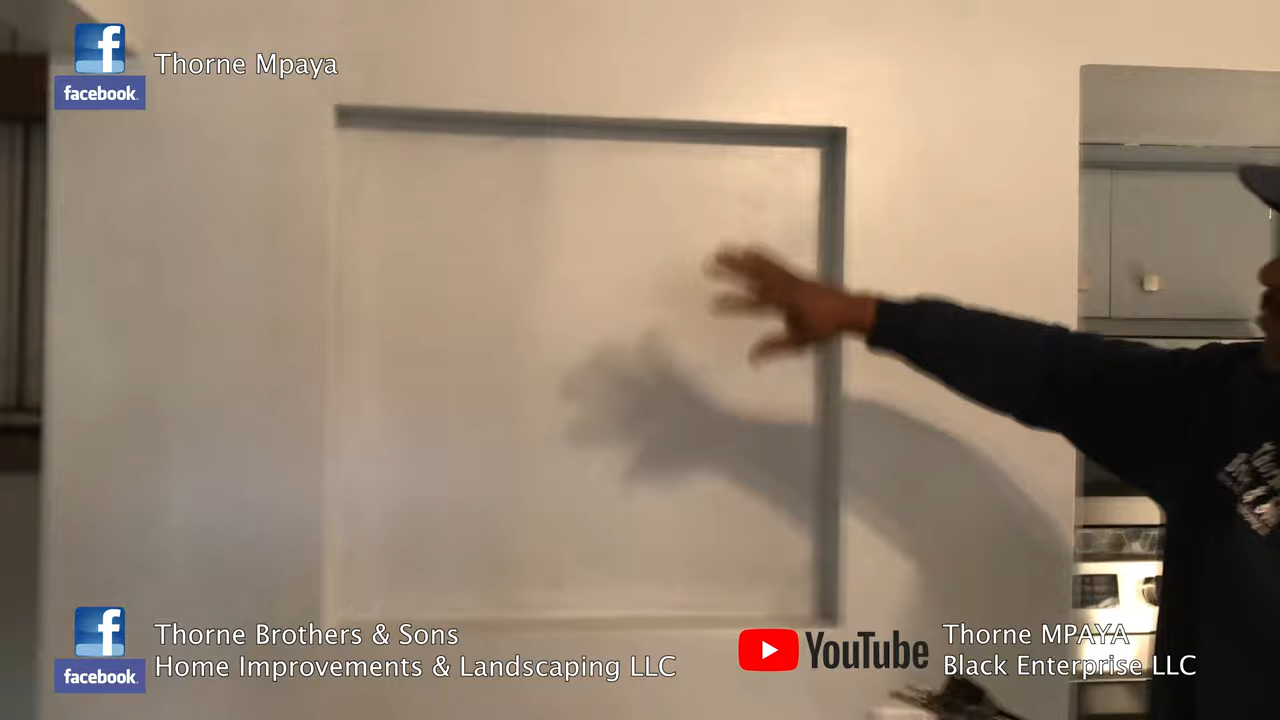 facebook.
Thorne Mpaya
facebook.
Thorne Brothers & Sons
Home Improvements & Landscaping LLC
YouTube
Thorne MPAYA
Black Enterprise LLC